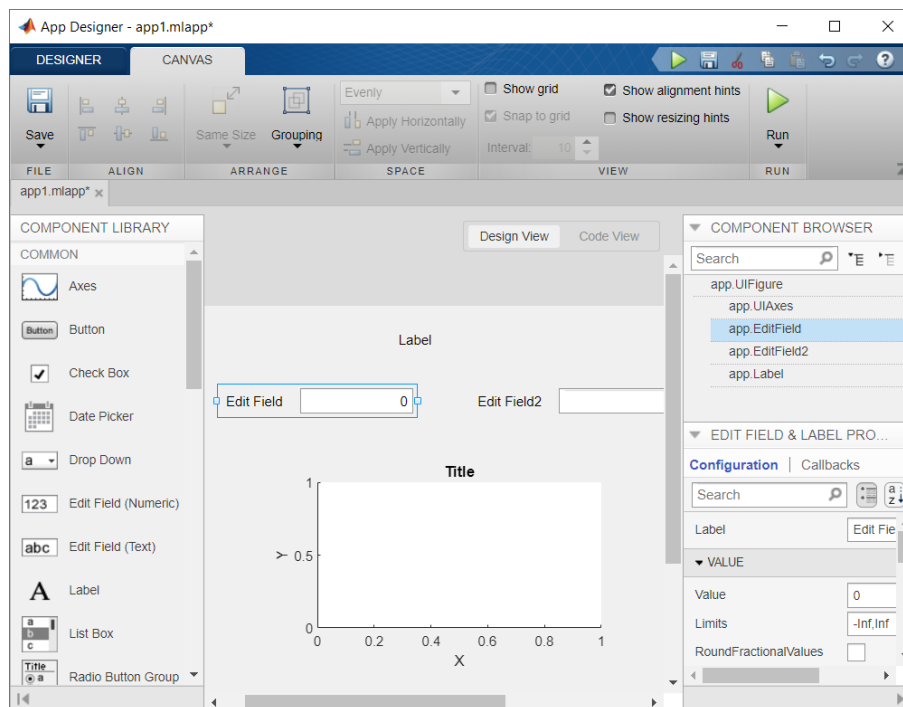 App Designer - app1.mlapp*
DESIGNER
CANVAS
Save
Same Size
Grouping
Evenly
Apply Horizontally
Apply Vertically
Show grid
Snap to grid
Interval: 10
Show alignment hints
Show resizing hints
Run
FILE
ALIGN
ARRANGE
SPACE
VIEW
RUN
app1.mlapp*
COMPONENT LIBRARY
COMMON
Axes
Button
Button
Check Box
Date Picker
a
Drop Down
123
Edit Field (Numeric)
abc
Edit Field (Text)
A
Label
a
b
c
List Box
Title
a
Radio Button Group
Design View
Code View
Label
Edit Field
0
Edit Field2
Title
1
0.5
0
Y
0 0.2 0.4 0.6 0.8 1
X
COMPONENT BROWSER
Search
app.UIFigure
app.UIAxes
app.EditField
app.EditField2
app.Label
EDIT FIELD & LABEL PRO...
Configuration | Callbacks
Search
a
z
Label
Edit Fie
VALUE
Value
0
Limits
-Inf,Inf
RoundFractionalValues